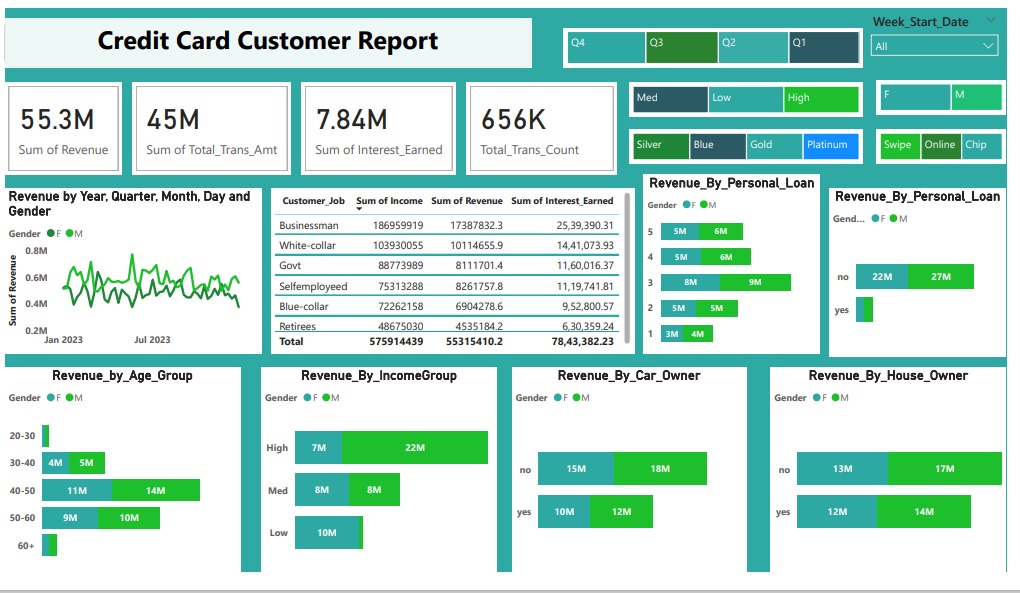 Credit Card Customer Report
Q4
Q3
Q2
Q1
Week_Start_Date
All
55.3M
Sum of Revenue
45M
Sum of Total_Trans_Amt
7.84M
Sum of Interest_Earned
656K
Total_Trans_Count
Med
Low
High
F
M
Silver
Blue
Gold
Platinum
Swipe
Online
Chip
Revenue by Year, Quarter, Month, Day and
Gender
Gender F M
Sum of Revenue
0.8M
0.6M
0.4M
0.2M
Jan 2023 Jul 2023
Customer_Job Sum of Income Sum of Revenue Sum of Interest_Earned
Businessman 186959919 17387832.3 25,39,390.31
White-collar 103930055 10114655.9 14,41,073.93
Govt 88773989 8111701.4 11,60,016.37
Selfemployeed 75313288 8261757.8 11,19,741.81
Blue-collar 72262158 6904278.6 9,52,800.57
Retirees 48675030 4535184.2 6,30,359.24
Total 575914439 55315410.2 78,43,382.23
Revenue_By_Personal_Loan
Gender F M
5 5M 6M
4 5M 6M
3 8M 9M
2 5M 5M
1 3M 4M
Revenue_By_Personal_Loan
Gend... F M
no 22M 27M
yes
Revenue_by_Age_Group
Gender F M
20-30
30-40 4M 5M
40-50 11M 14M
50-60 9M 10M
60+
Revenue_By_IncomeGroup
Gender F M
High 7M 22M
Med 8M 8M
Low 10M
Revenue_By_Car_Owner
Gender F M
no 15M 18M
yes 10M 12M
Revenue_By_House_Owner
Gender F M
no 13M 17M
yes 12M 14M